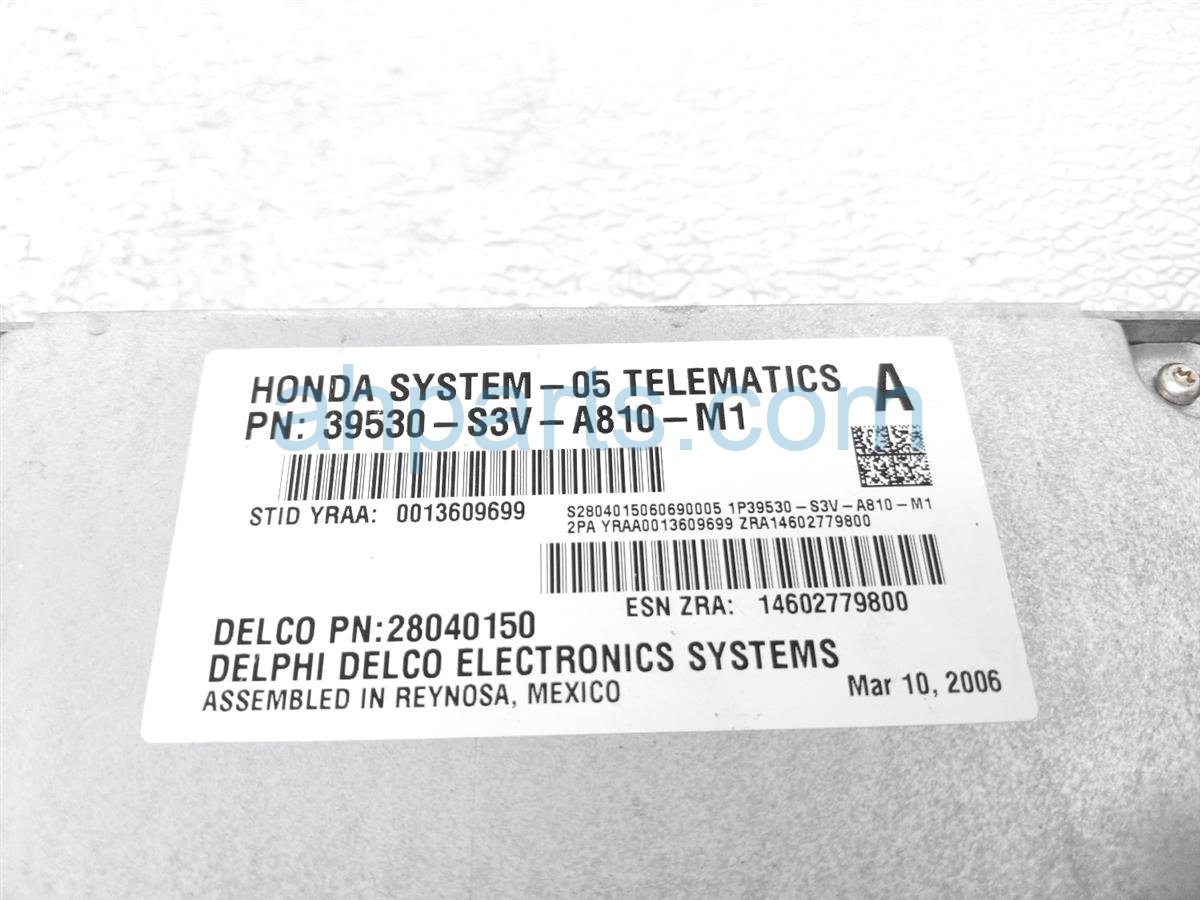 HONDA SYSTEM-05 TELEMATICS A
PN: 39530-S3V-A810-M1
ahparts.com
STID YRAA: 0013609699
S2804015060690005 1P39530-S3V-A810-M1
2PA YRAA0013609699 ZRA14602779800
ESN ZRA: 14602779800
DELCO PN:28040150
DELPHI DELCO ELECTRONICS SYSTEMS
ASSEMBLED IN REYNOSA, MEXICO
Mar 10, 2006